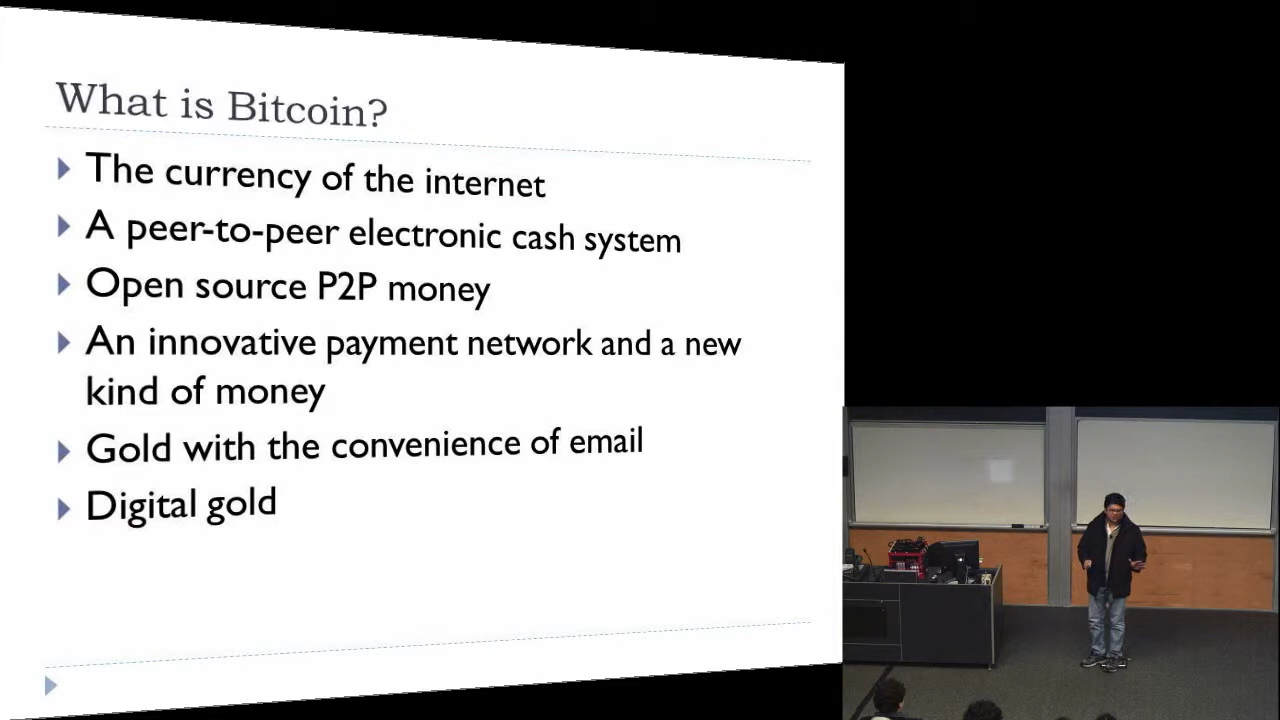 What is Bitcoin?
The currency of the internet
A peer-to-peer electronic cash system
Open source P2P money
An innovative payment network and a new
kind of money
Gold with the convenience of email
Digital gold